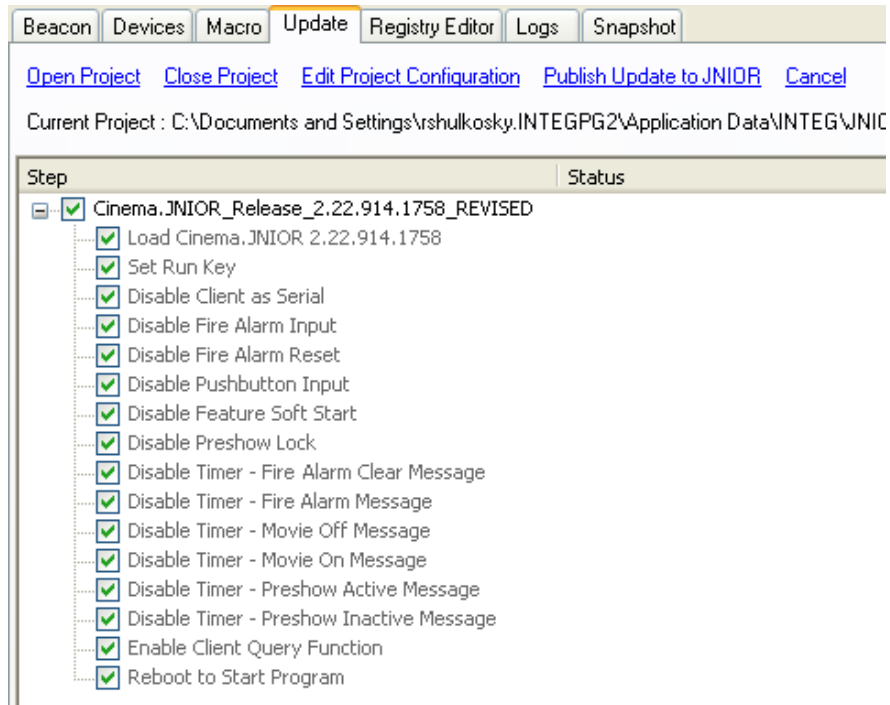 Beacon Devices Macro Update Registry Editor Logs Snapshot
Open Project Close Project Edit Project Configuration Publish Update to JNIOR Cancel
Current Project : C:\Documents and Settings\rshulkosky.INTEGPG2\Application Data\INTEG\JNIO
Step Status
Cinema.JNIOR_Release_2.22.914.1758_REVISED
Load Cinema.JNIOR 2.22.914.1758
Set Run Key
Disable Client as Serial
Disable Fire Alarm Input
Disable Fire Alarm Reset
Disable Pushbutton Input
Disable Feature Soft Start
Disable Preshow Lock
Disable Timer - Fire Alarm Clear Message
Disable Timer - Fire Alarm Message
Disable Timer - Movie Off Message
Disable Timer - Movie On Message
Disable Timer - Preshow Active Message
Disable Timer - Preshow Inactive Message
Enable Client Query Function
Reboot to Start Program